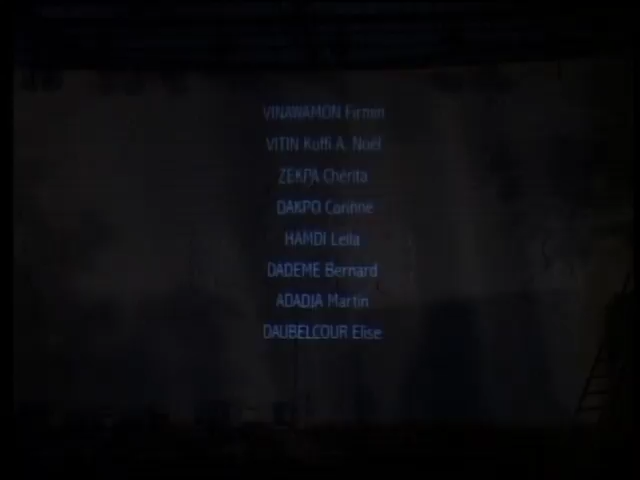 VINAWAMON Firmin
VITIN Koffi A. Noël
ZEKPA Chérita
DAKPO Corinne
HAMDI Leila
DADEME Bernard
ADADJA Martin
DAUBELCOUR Elise